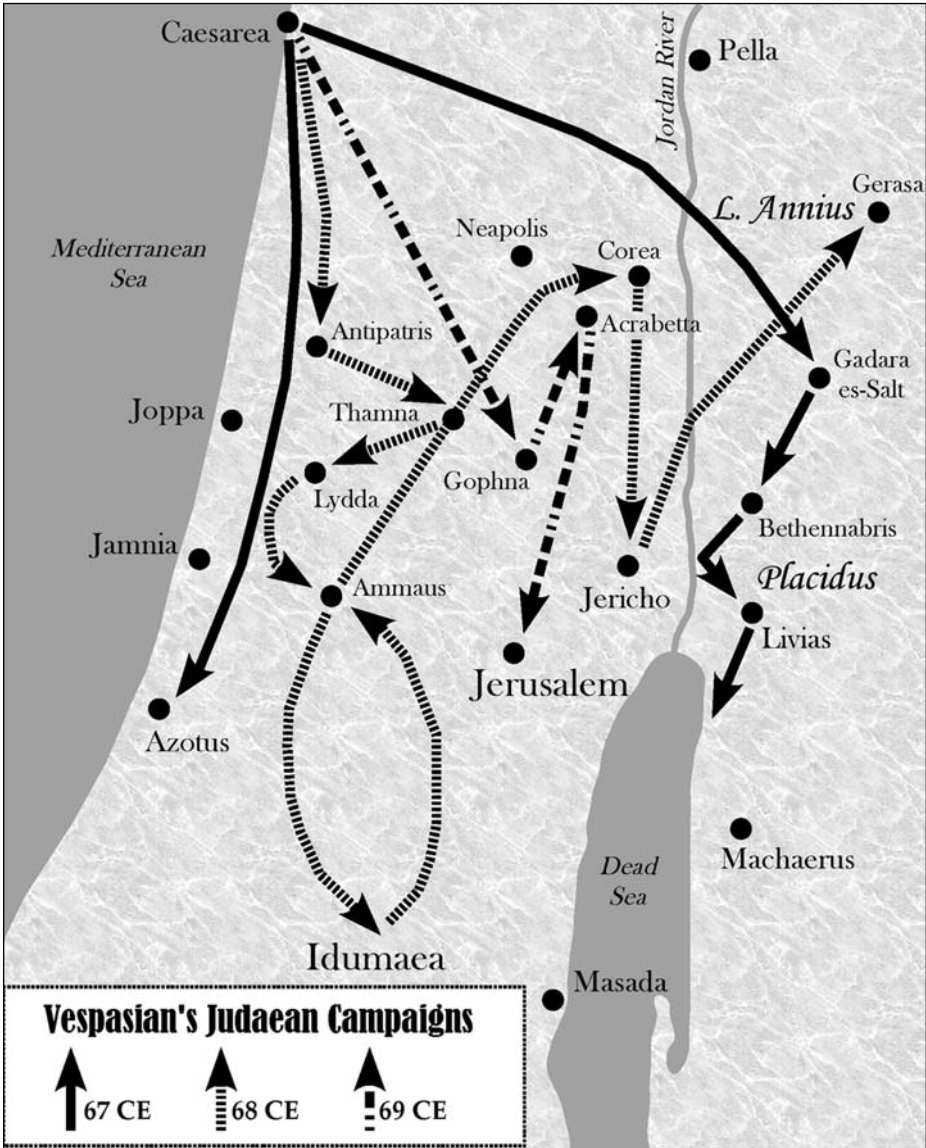 Caesarea
Pella
Jordan River
Gerasa
L. Annius
Neapolis
Corea
Mediterranean
Sea
Acrabetta
Antipatris
Gadara
es-Salt
Joppa
Thamna
Gophna
Lydda
Bethennabris
Jamnia
Ammaus
Jericho
Placidus
Livias
Jerusalem
Azotus
Machaerus
Dead
Sea
Idumaea
Masada
Vespasian's Judaean Campaigns
67 CE
68 CE
69 CE